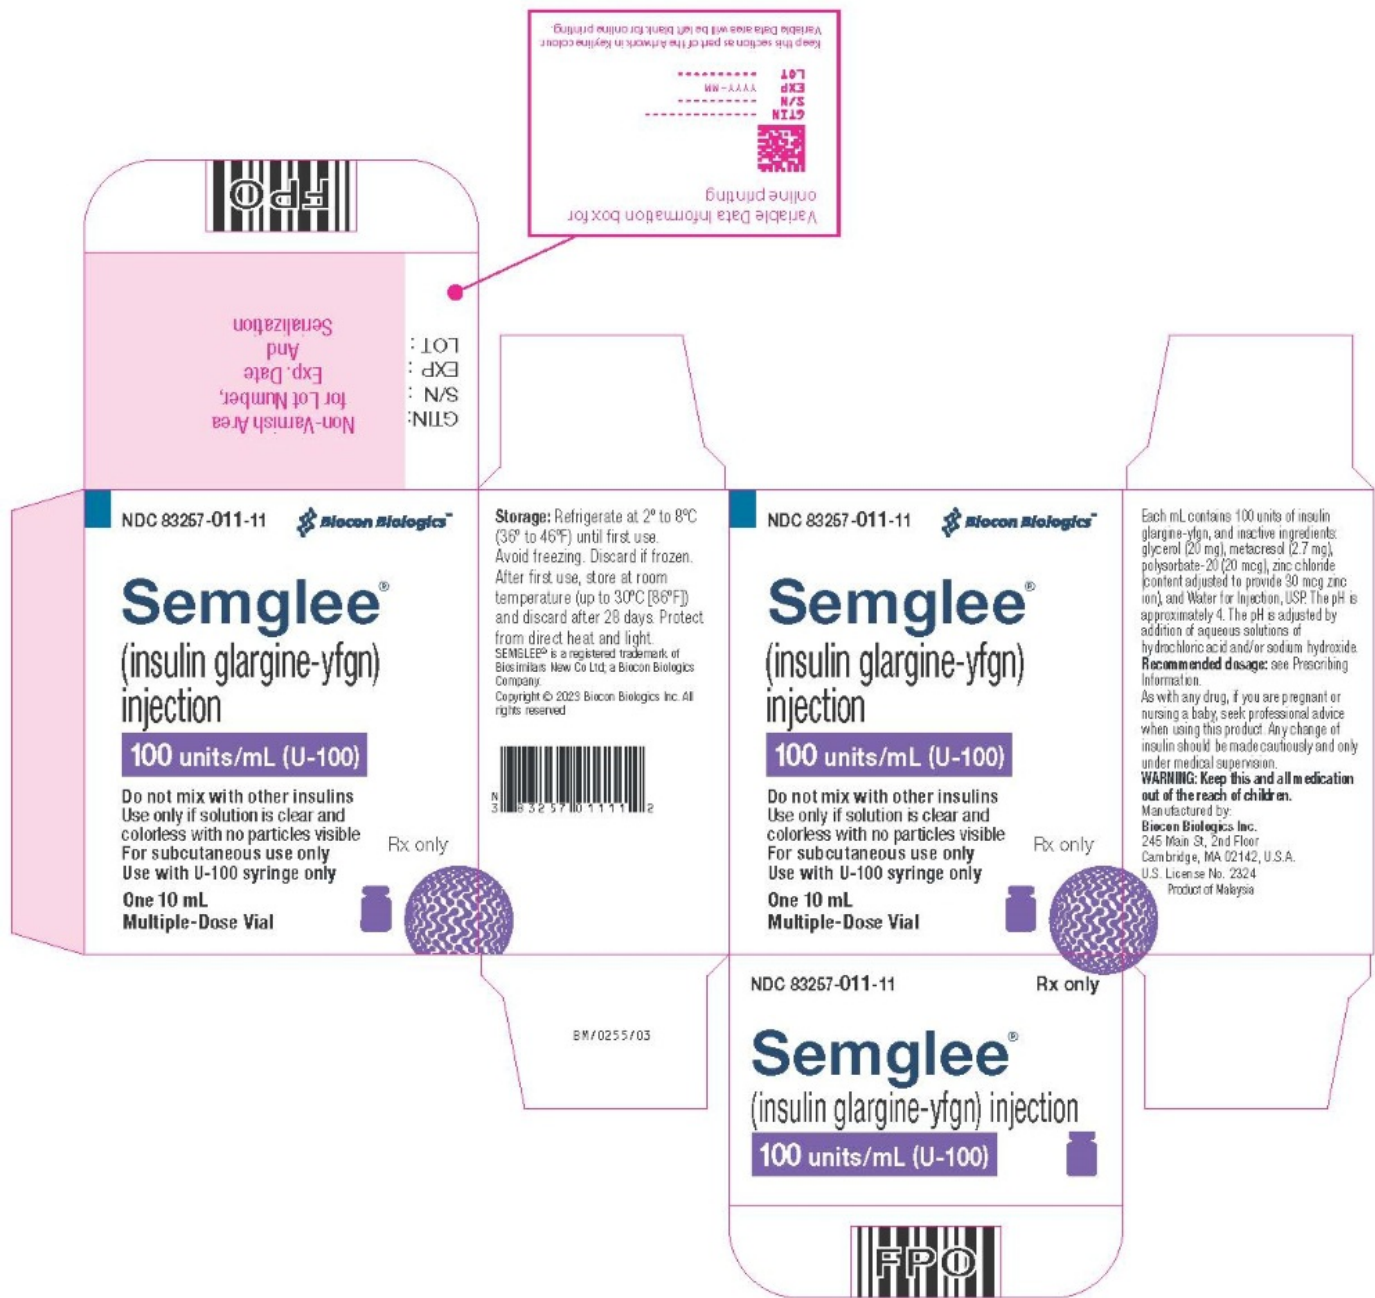 Keep this section as part of the Artwork in Keyline colour.
Variable Data area will be left blank for online printing.
LOT ----------
EXP YYYY-MM
S/N ----------
GTIN --------------
Variable Data Information box for
online printing
FPO
Non-Varnish Area
for Lot Number,
Exp. Date
And
Serialization
GTIN:
S/N :
EXP :
LOT :
NDC 83257-011-11
Biocon Biologics™
Semglee®
(insulin glargine-yfgn)
injection
100 units/mL (U-100)
Do not mix with other insulins
Use only if solution is clear and
colorless with no particles visible
For subcutaneous use only
Use with U-100 syringe only
Rx only
One 10 mL
Multiple-Dose Vial
Storage: Refrigerate at 2° to 8°C
(36° to 46°F) until first use.
Avoid freezing. Discard if frozen.
After first use, store at room
temperature (up to 30°C [86°F])
and discard after 28 days. Protect
from direct heat and light.
SEMGLEE® is a registered trademark of
Biosimilars New Co Ltd; a Biocon Biologics
Company.
Copyright © 2023 Biocon Biologics Inc. All
rights reserved
N
3 83257 01111 2
BM/0255/03
NDC 83257-011-11
Biocon Biologics™
Semglee®
(insulin glargine-yfgn)
injection
100 units/mL (U-100)
Do not mix with other insulins
Use only if solution is clear and
colorless with no particles visible
For subcutaneous use only
Use with U-100 syringe only
Rx only
One 10 mL
Multiple-Dose Vial
Each mL contains 100 units of insulin
glargine-yfgn, and inactive ingredients:
glycerol (20 mg), metacresol (2.7 mg),
polysorbate-20 (20 mcg), zinc chloride
(content adjusted to provide 30 mcg zinc
ion), and Water for Injection, USP. The pH is
approximately 4. The pH is adjusted by
addition of aqueous solutions of
hydrochloric acid and/or sodium hydroxide.
Recommended dosage: see Prescribing
Information.
As with any drug, if you are pregnant or
nursing a baby, seek professional advice
when using this product. Any change of
insulin should be made cautiously and only
under medical supervision.
WARNING: Keep this and all medication
out of the reach of children.
Manufactured by:
Biocon Biologics Inc.
245 Main St, 2nd Floor
Cambridge, MA 02142, U.S.A.
U.S. License No. 2324
Product of Malaysia
NDC 83257-011-11
Rx only
Semglee®
(insulin glargine-yfgn) injection
100 units/mL (U-100)
FPO